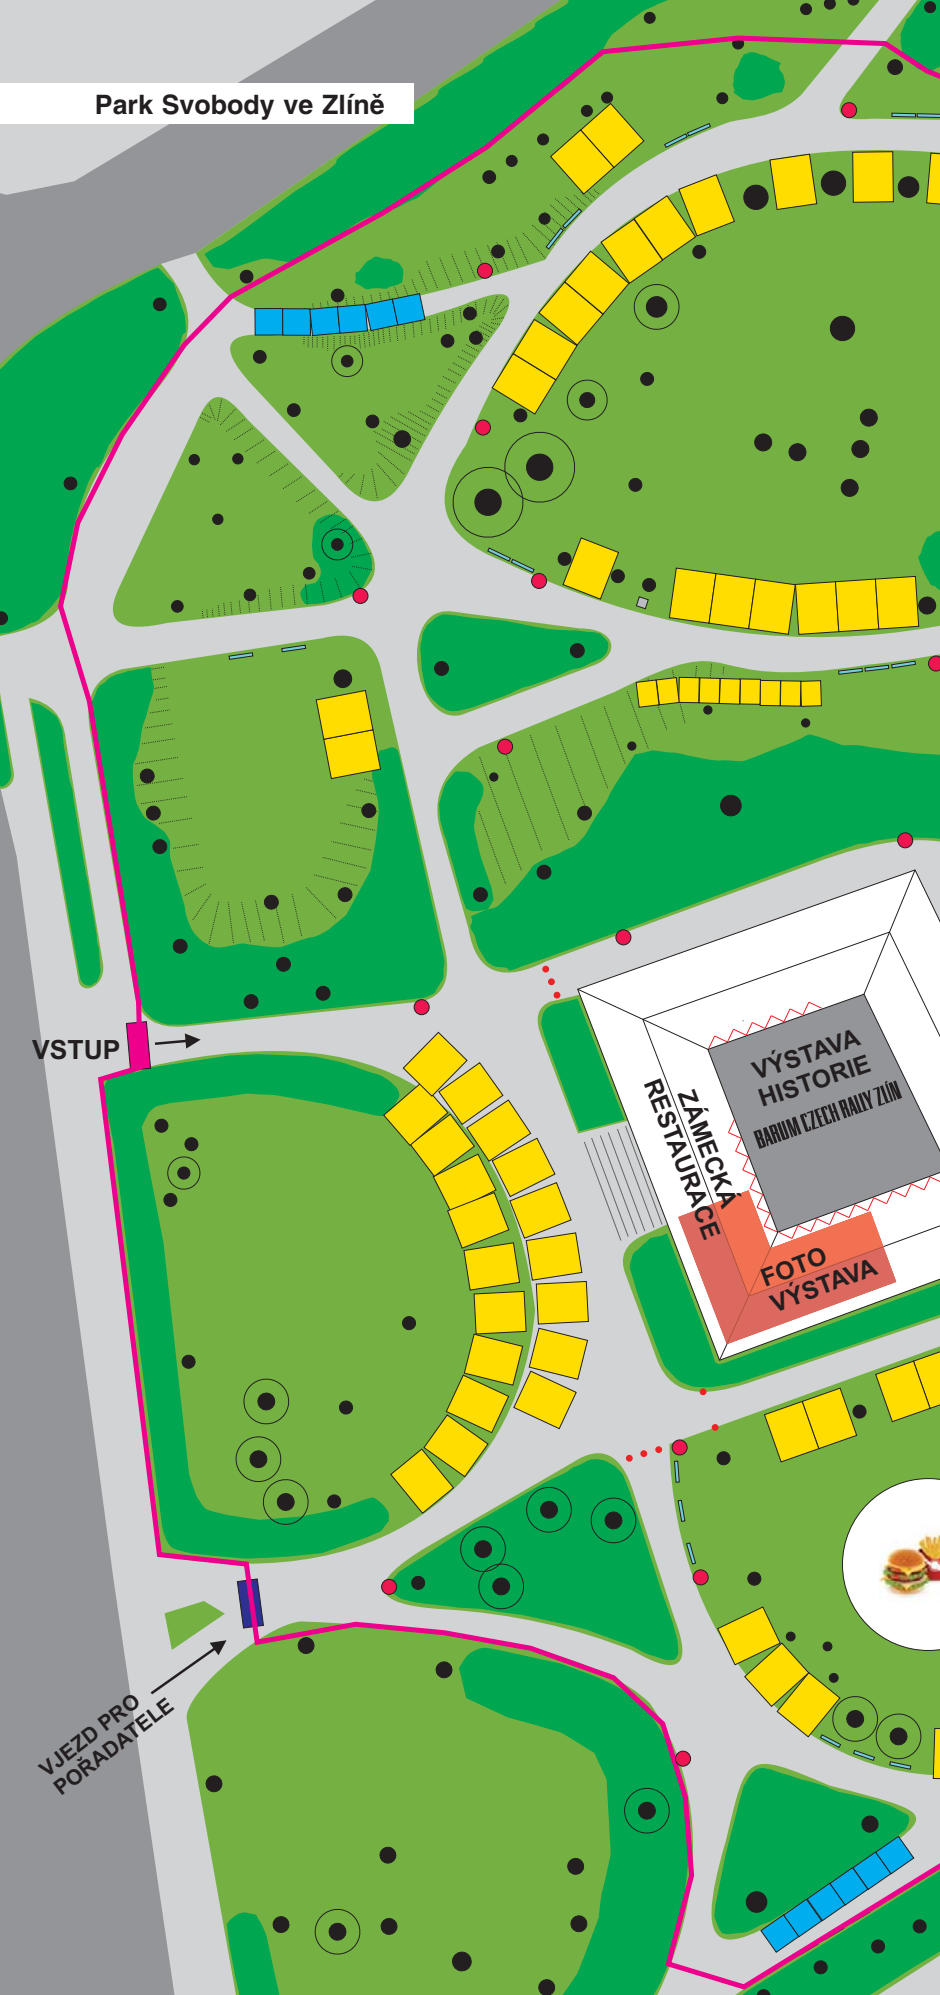 Park Svobody ve Zlíně
VSTUP
VÝSTAVA
HISTORIE
BARUM CZECH RALLY ZLÍN
ZÁMECKÁ
RESTAURACE
FOTO
VÝSTAVA
VJEZD PRO
POŘADATELE